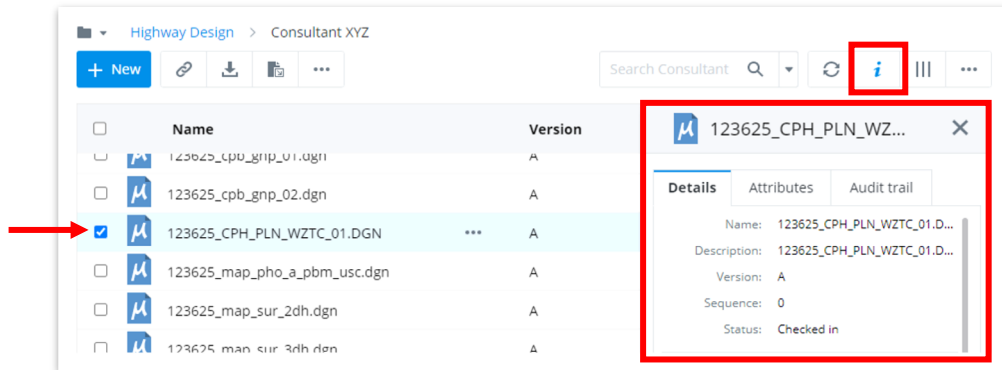 Highway Design > Consultant XYZ
+ New
Search Consultant
i
Name Version
123625_cpb_gnp_01.dgn A
123625_cpb_gnp_02.dgn A
123625_CPH_PLN_WZTC_01.DGN ... A
123625_map_pho_a_pbm_usc.dgn A
123625_map_sur_2dh.dgn A
123625_map_sur_3dh.dgn A
123625_CPH_PLN_WZ...
Details Attributes Audit trail
Name: 123625_CPH_PLN_WZTC_01.D...
Description: 123625_CPH_PLN_WZTC_01.D...
Version: A
Sequence: 0
Status: Checked in